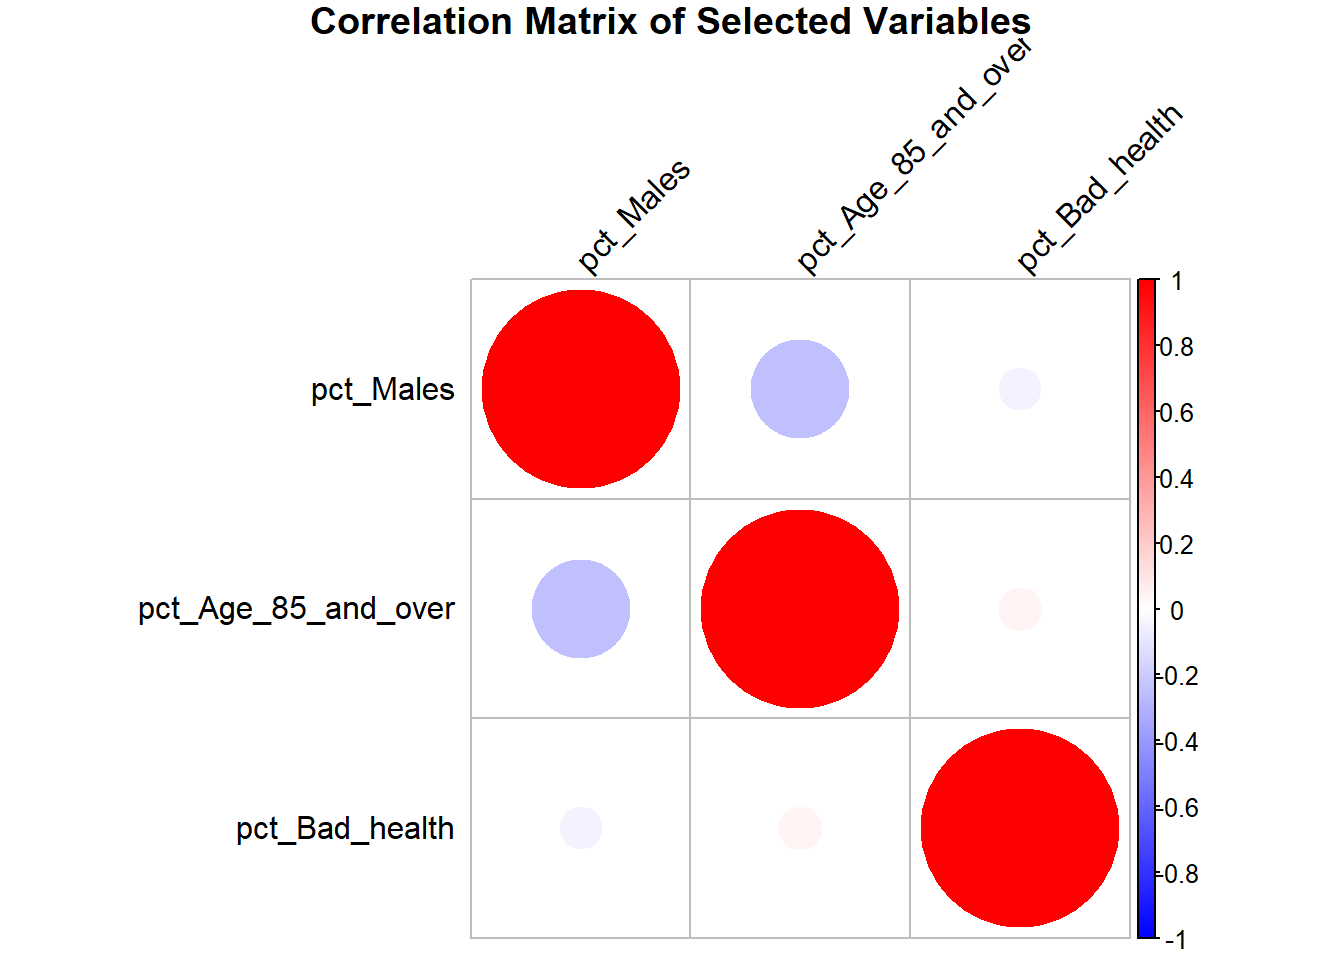 Correlation Matrix of Selected Variables
pct_Males
pct_Age_85_and_over
pct_Bad_health
pct_Males
pct_Age_85_and_over
pct_Bad_health
1
0.8
0.6
0.4
0.2
0
-0.2
-0.4
-0.6
-0.8
-1